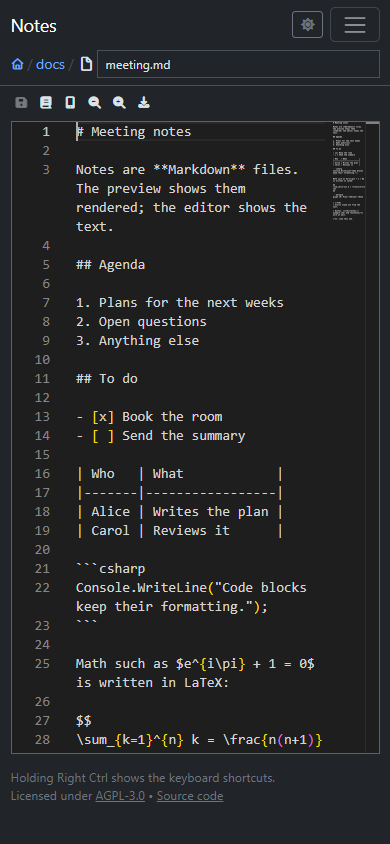 Notes
/ docs / meeting.md
1 # Meeting notes
2
3 Notes are **Markdown** files.
The preview shows them
rendered; the editor shows the
text.
4
5 ## Agenda
6
7 1. Plans for the next weeks
8 2. Open questions
9 3. Anything else
10
11 ## To do
12
13 - [x] Book the room
14 - [ ] Send the summary
15
16 | Who   | What            |
17 |-------|-----------------|
18 | Alice | Writes the plan |
19 | Carol | Reviews it      |
20
21 ```csharp
22 Console.WriteLine("Code blocks
keep their formatting.");
23 ```
24
25 Math such as $e^{i\pi} + 1 = 0$
is written in LaTeX:
26
27 $$
28 \sum_{k=1}^{n} k = \frac{n(n+1)}
Holding Right Ctrl shows the keyboard shortcuts.
Licensed under AGPL-3.0 • Source code